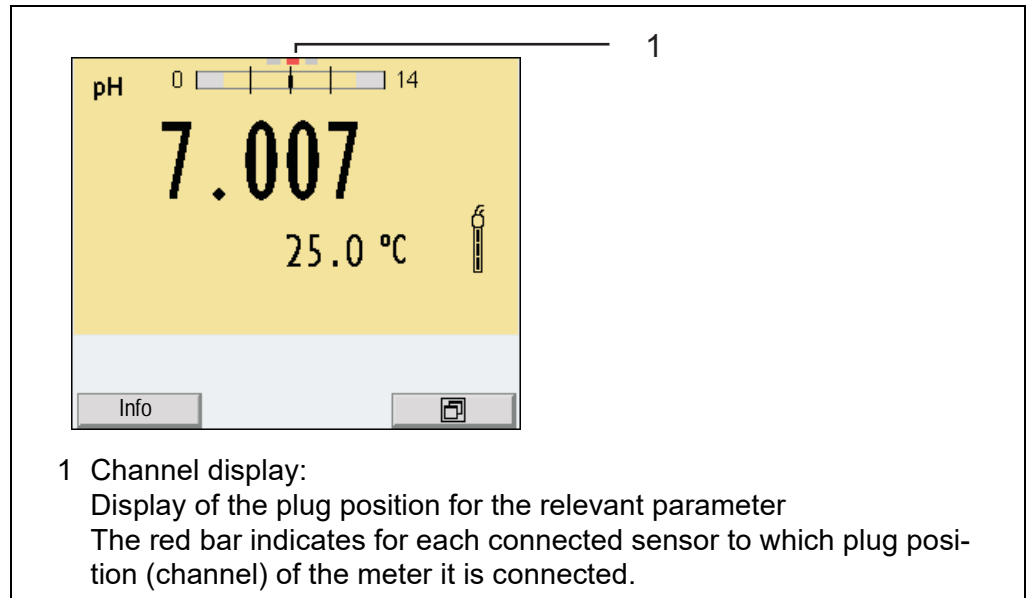 1
pH 0 14
7.007
25.0 °C
Info
1 Channel display:
Display of the plug position for the relevant parameter
The red bar indicates for each connected sensor to which plug posi-
tion (channel) of the meter it is connected.